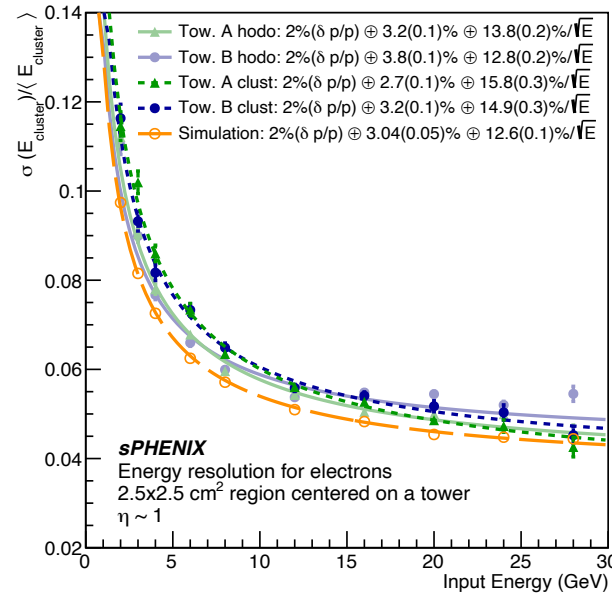 0.14
0.12
0.1
0.08
0.06
0.04
0.02
σ (E_cluster)/⟨ E_cluster ⟩
Tow. A hodo: 2%(δ p/p) ⊕ 3.2(0.1)% ⊕ 13.8(0.2)%/√E
Tow. B hodo: 2%(δ p/p) ⊕ 3.8(0.1)% ⊕ 12.8(0.2)%/√E
Tow. A clust: 2%(δ p/p) ⊕ 2.7(0.1)% ⊕ 15.8(0.3)%/√E
Tow. B clust: 2%(δ p/p) ⊕ 3.2(0.1)% ⊕ 14.9(0.3)%/√E
Simulation: 2%(δ p/p) ⊕ 3.04(0.05)% ⊕ 12.6(0.1)%/√E
sPHENIX
Energy resolution for electrons
2.5x2.5 cm² region centered on a tower
η ~ 1
0 5 10 15 20 25 30
Input Energy (GeV)